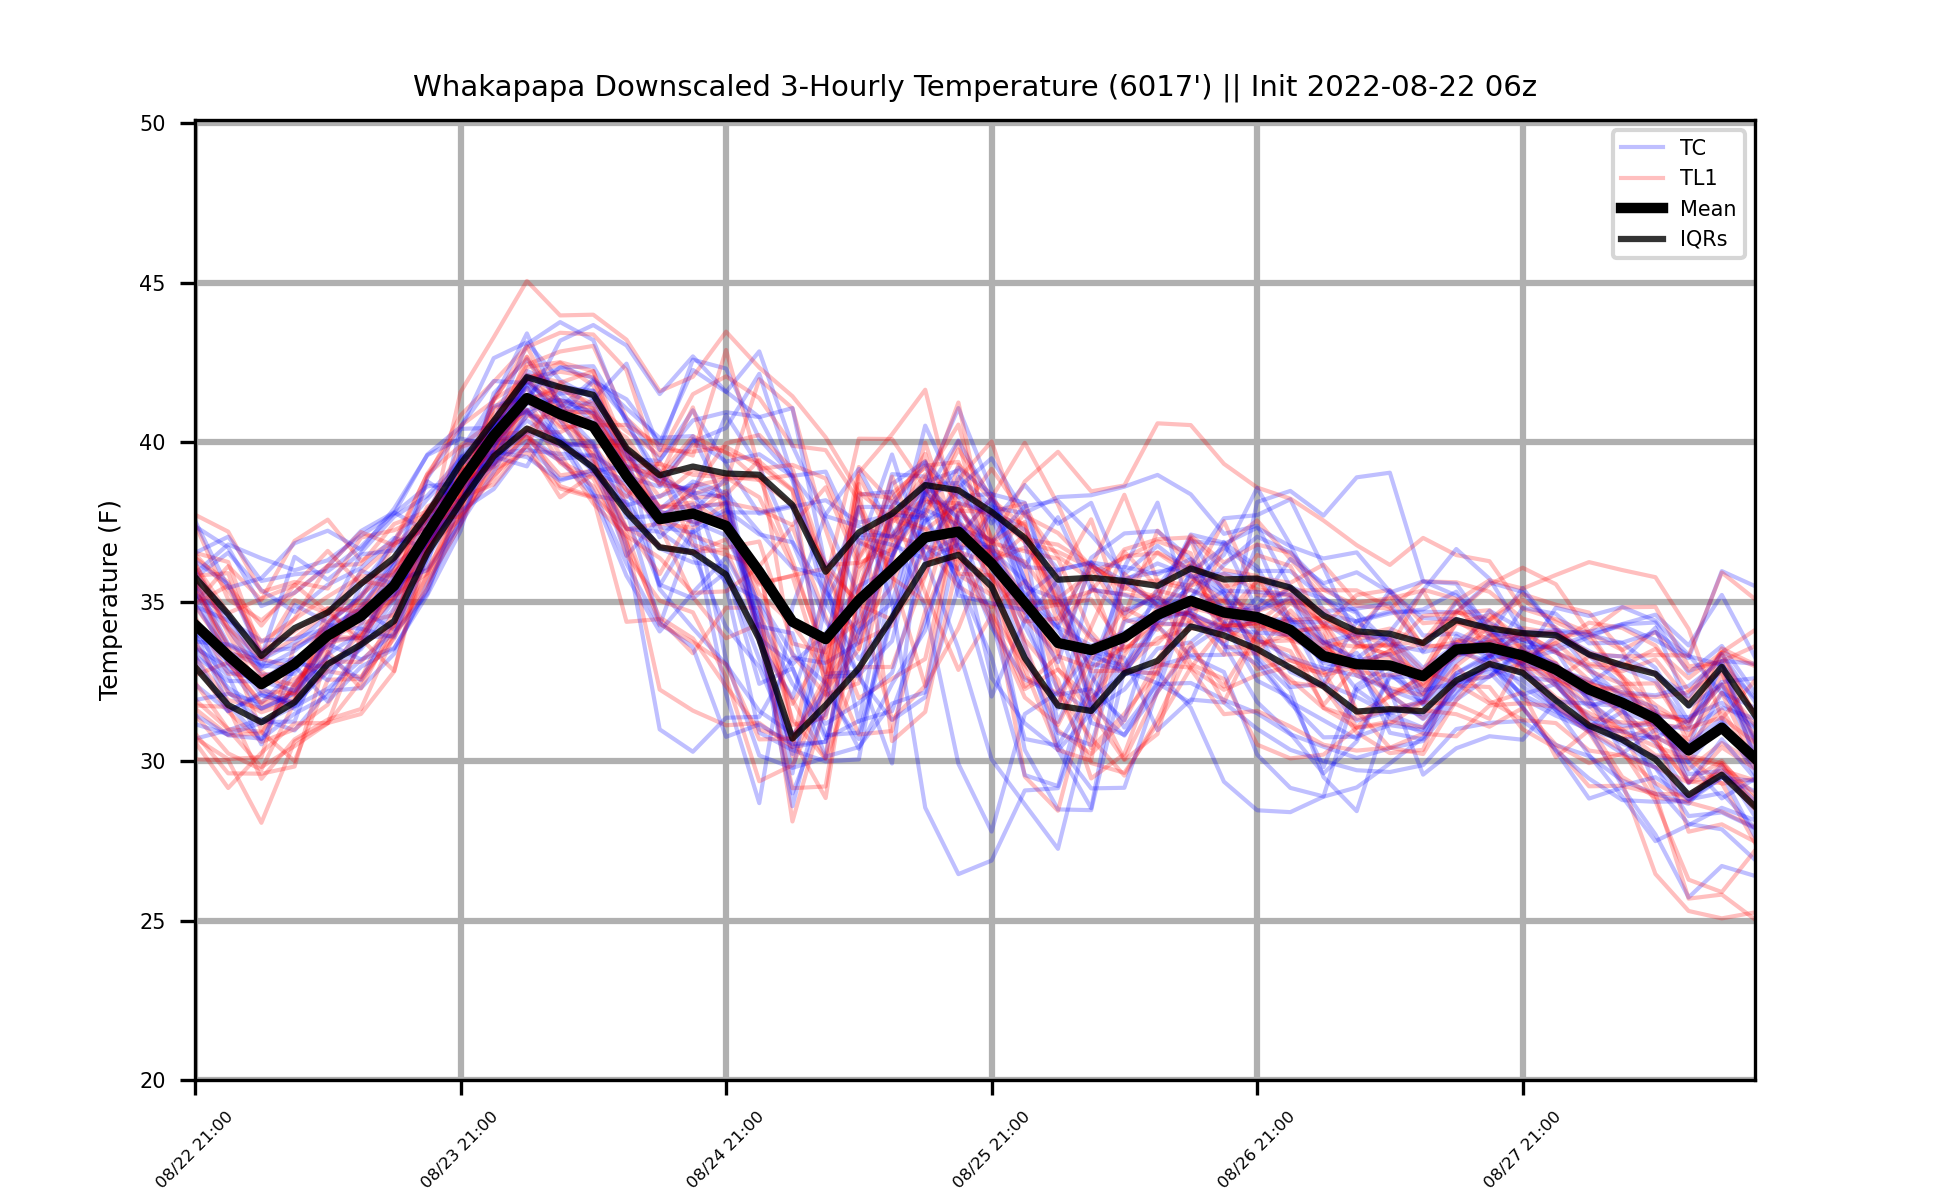 Whakapapa Downscaled 3-Hourly Temperature (6017') || Init 2022-08-22 06z
TC
TL1
Mean
IQRs
Temperature (F)
50
45
40
35
30
25
20
08/22 21:00
08/23 21:00
08/24 21:00
08/25 21:00
08/26 21:00
08/27 21:00